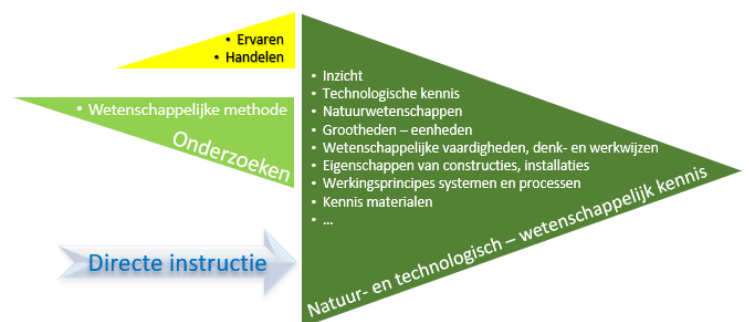 • Ervaren
• Handelen
• Wetenschappelijke methode
Onderzoeken
Directe instructie
• Inzicht
• Technologische kennis
• Natuurwetenschappen
• Grootheden – eenheden
• Wetenschappelijke vaardigheden, denk- en werkwijzen
• Eigenschappen van constructies, installaties
• Werkingsprincipes systemen en processen
• Kennis materialen
• ...
Natuur- en technologisch – wetenschappelijk kennis